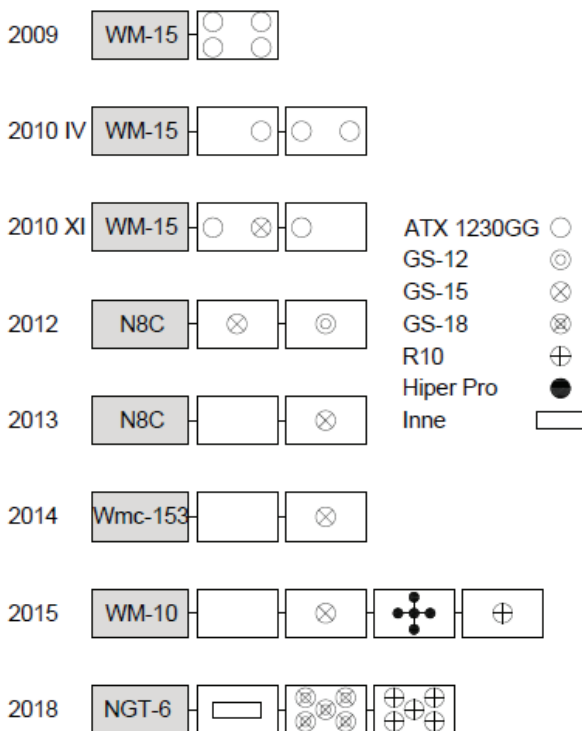 2009 WM-15
2010 IV WM-15
2010 XI WM-15
ATX 1230GG
GS-12
2012 N8C
GS-15
GS-18
R10
Hiper Pro
2013 N8C
Inne
2014 Wmc-153
2015 WM-10
2018 NGT-6